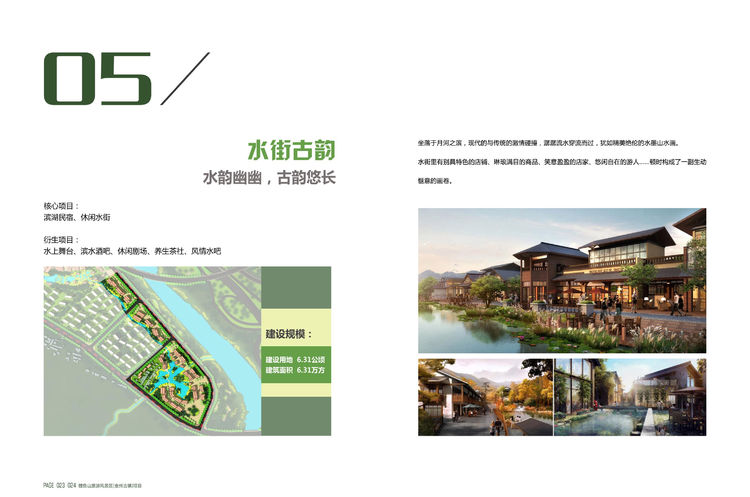 05/
水街古韵
水韵幽幽，古韵悠长
核心项目：
滨湖民宿、休闲水街
衍生项目：
水上舞台、滨水酒吧、休闲剧场、养生茶社、风情水吧
建设规模：
建设用地 6.31公顷
建筑面积 6.31万方
坐落于月河之滨，现代的与传统的激情碰撞，潺潺流水穿流而过，犹如精美绝伦的水墨山水画。
水街里有别具特色的店铺、琳琅满目的商品、笑意盈盈的店家、悠闲自在的游人......顿时构成了一副生动
惬意的画卷。
PAGE 023 024